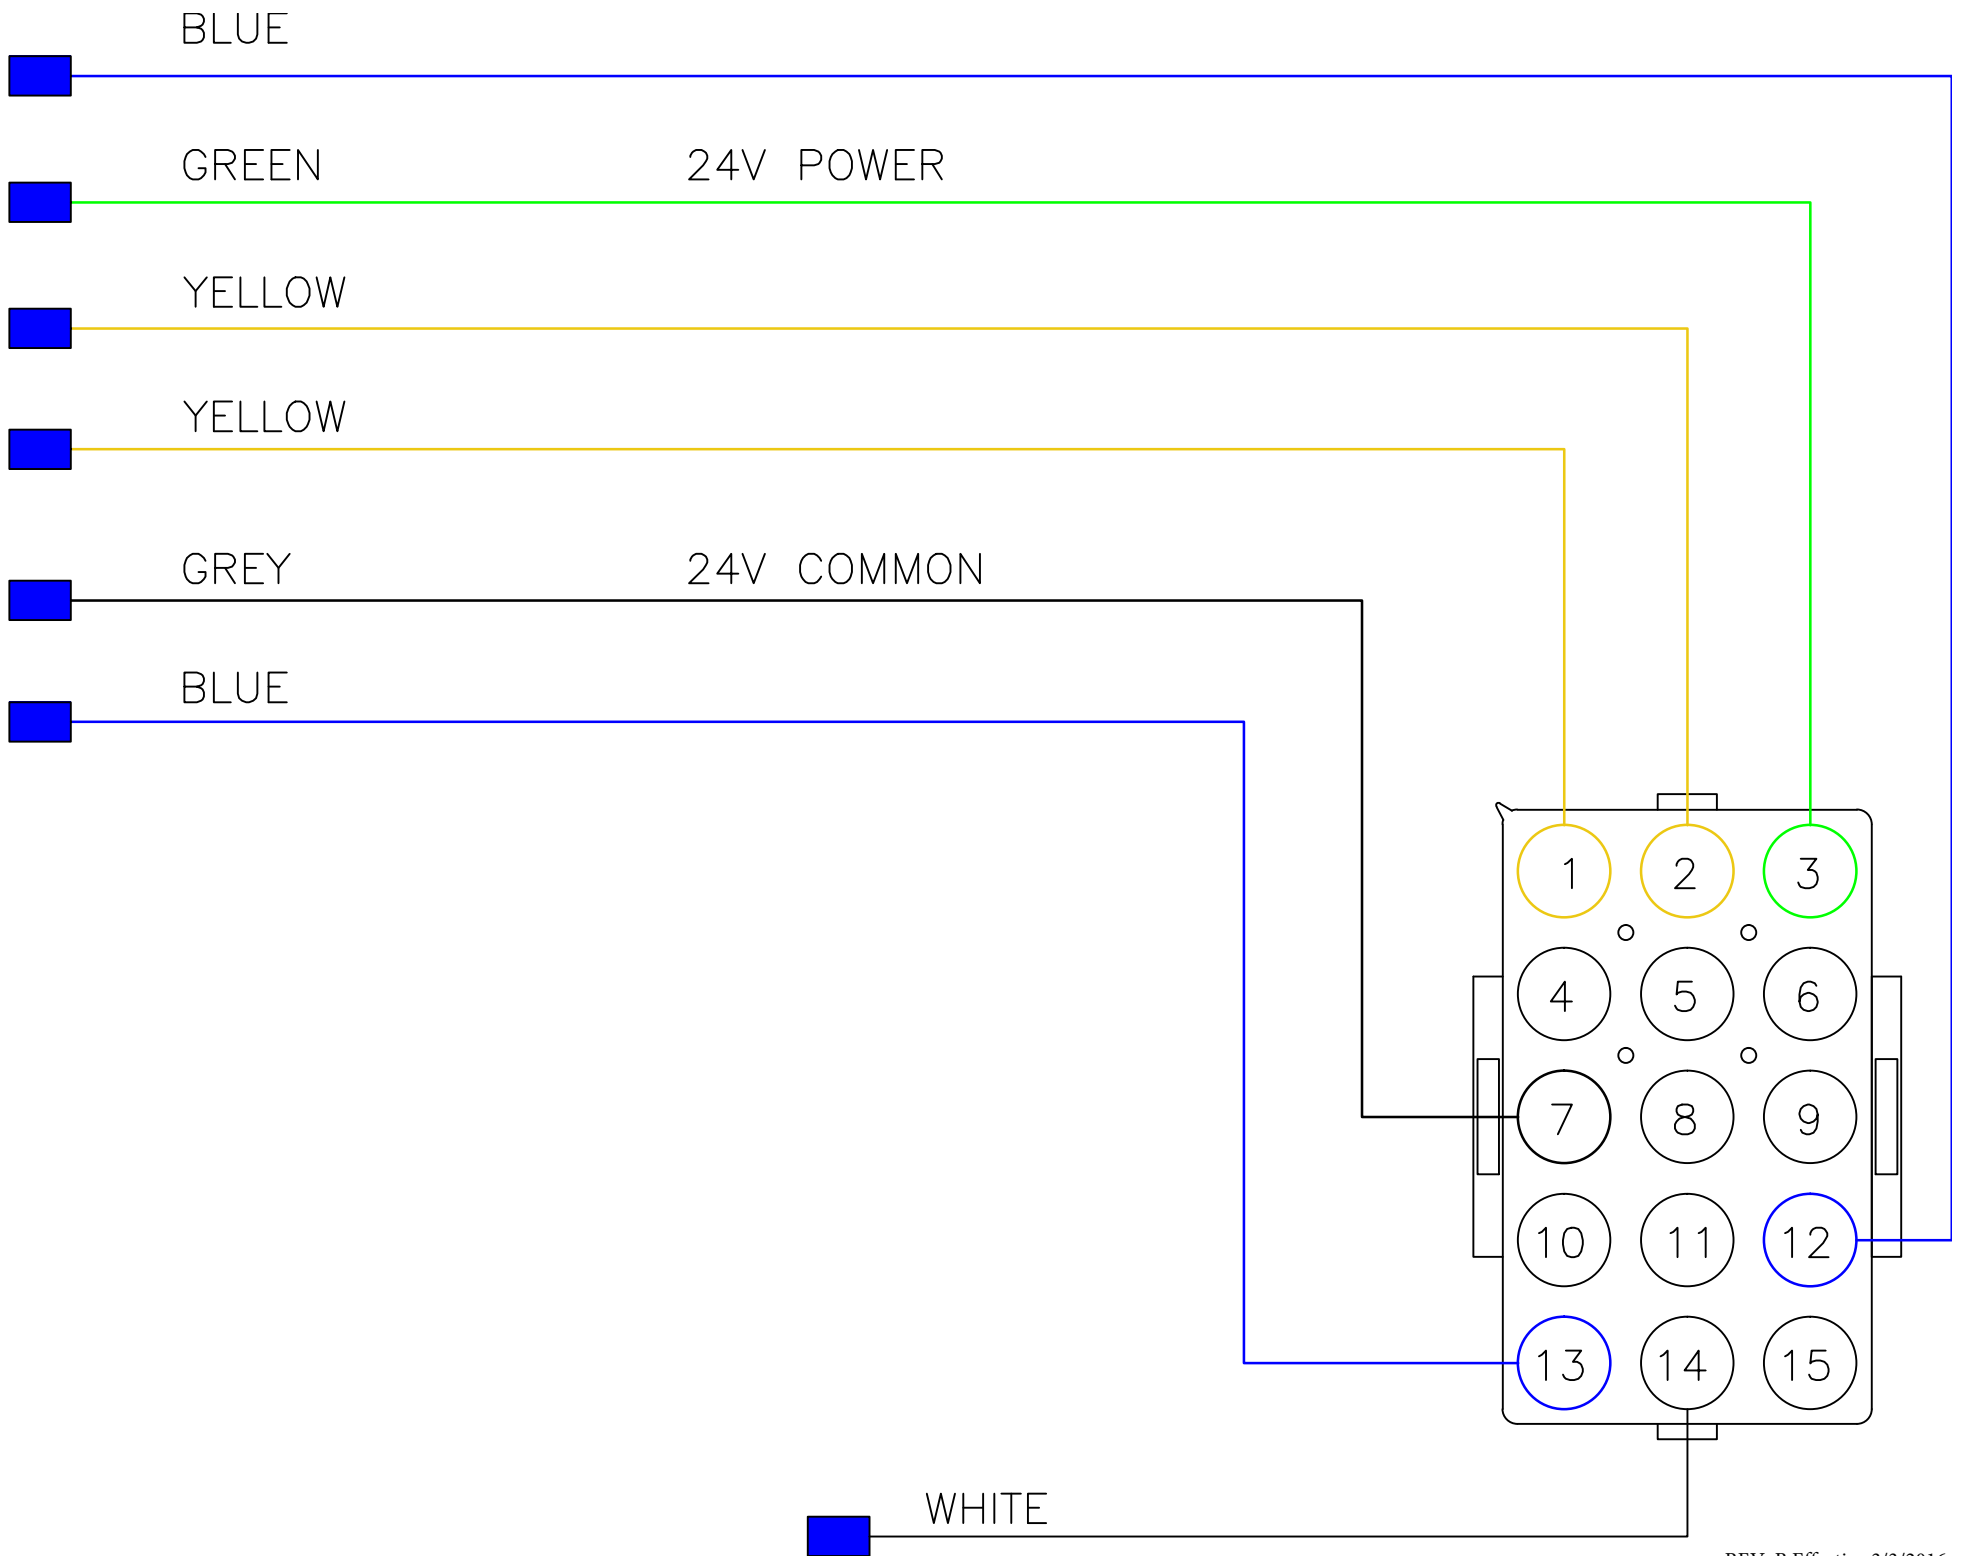 BLUE
GREEN 24V POWER
YELLOW
YELLOW
GREY 24V COMMON
BLUE
1 2 3
4 5 6
7 8 9
10 11 12
13 14 15
WHITE